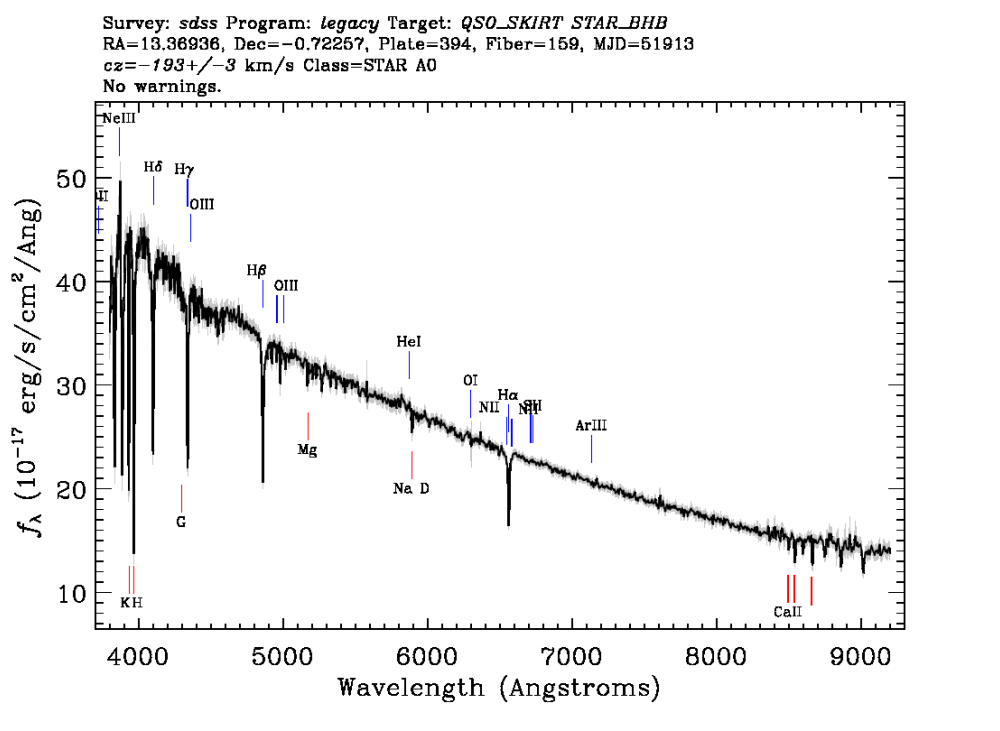 Survey: sdss Program: legacy Target: QSO_SKIRT STAR_BHB
RA=13.36936, Dec=−0.72257, Plate=394, Fiber=159, MJD=51913
cz=−193+/−3 km/s Class=STAR A0
No warnings.
NeIII
Hδ Hγ
OIII
Hβ
OIII
HeI
OI
Hα
NII NII SII
ArIII
Mg
Na D
G
K H
CaII
50
40
30
20
10
4000 5000 6000 7000 8000 9000
Wavelength (Angstroms)
f_λ (10⁻¹⁷ erg/s/cm²/Ang)